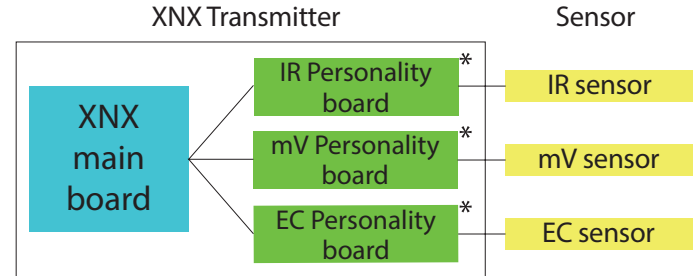 XNX Transmitter
Sensor
XNX
main
board
IR Personality
board
*
IR sensor
mV Personality
board
*
mV sensor
EC Personality
board
*
EC sensor